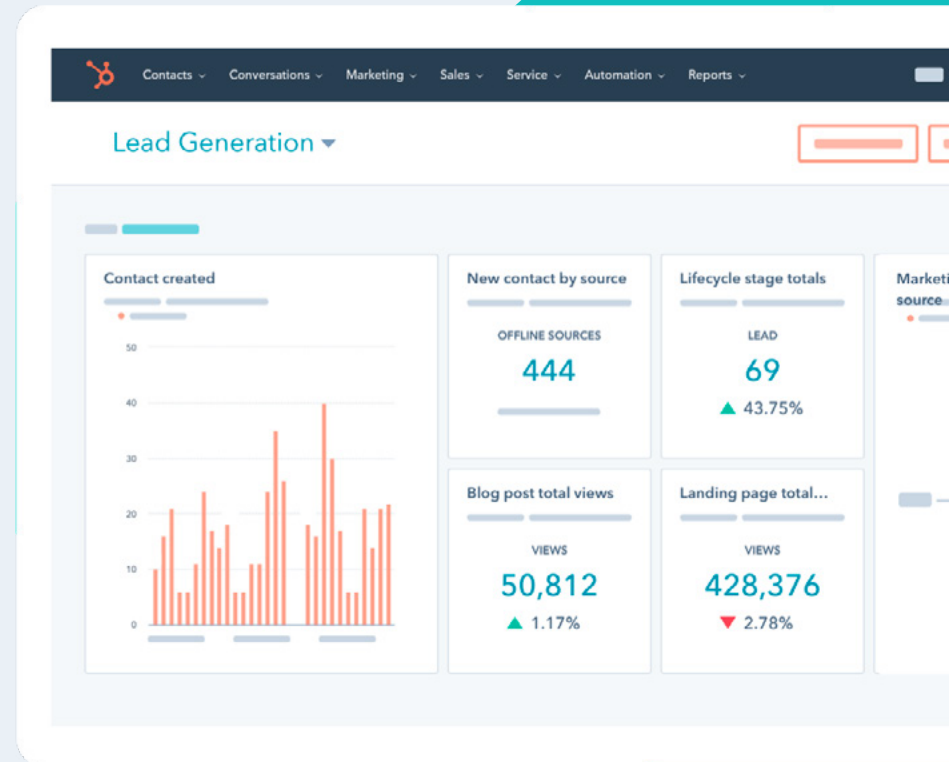 Contacts Conversations Marketing Sales Service Automation Reports
Lead Generation
Contact created
50
40
30
20
10
0
New contact by source
OFFLINE SOURCES
444
Lifecycle stage totals
LEAD
69
43.75%
Blog post total views
VIEWS
50,812
1.17%
Landing page total...
VIEWS
428,376
2.78%
Marketi
source